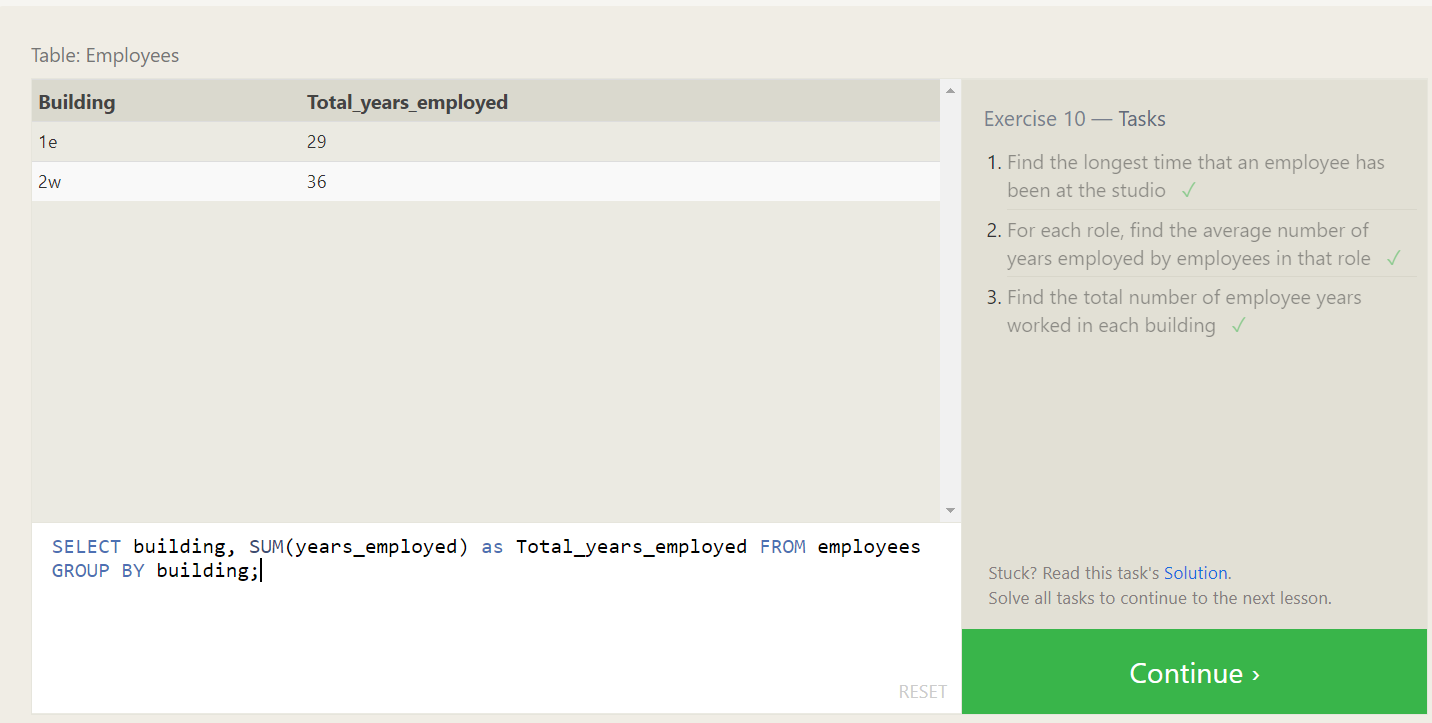 Table: Employees
Building Total_years_employed
1e 29
2w 36
SELECT building, SUM(years_employed) as Total_years_employed FROM employees
GROUP BY building;
RESET
Exercise 10 — Tasks
1. Find the longest time that an employee has
been at the studio ✓
2. For each role, find the average number of
years employed by employees in that role ✓
3. Find the total number of employee years
worked in each building ✓
Stuck? Read this task's Solution.
Solve all tasks to continue to the next lesson.
Continue ›